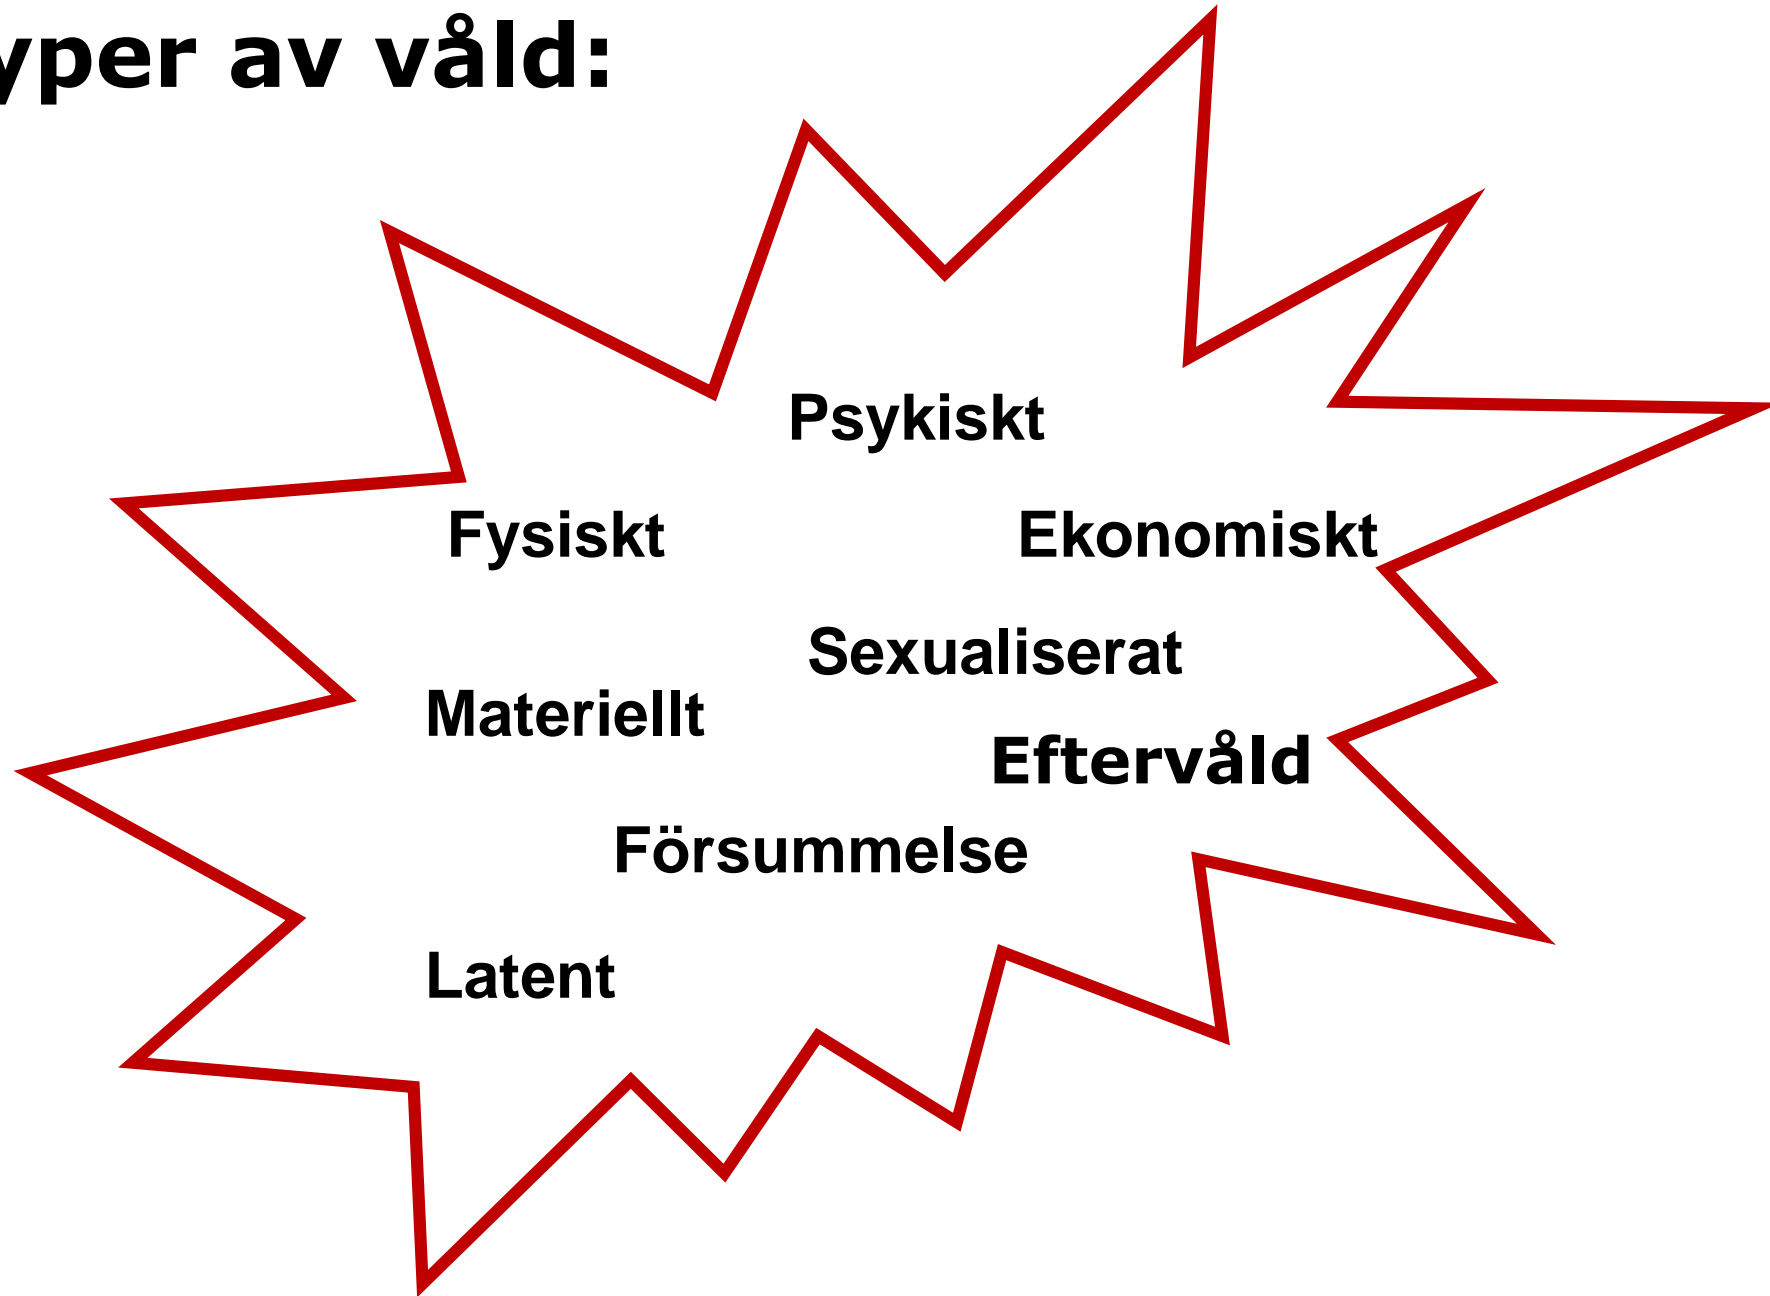 yper av våld:
Psykiskt
Fysiskt
Ekonomiskt
Sexualiserat
Materiellt
Eftervåld
Försummelse
Latent